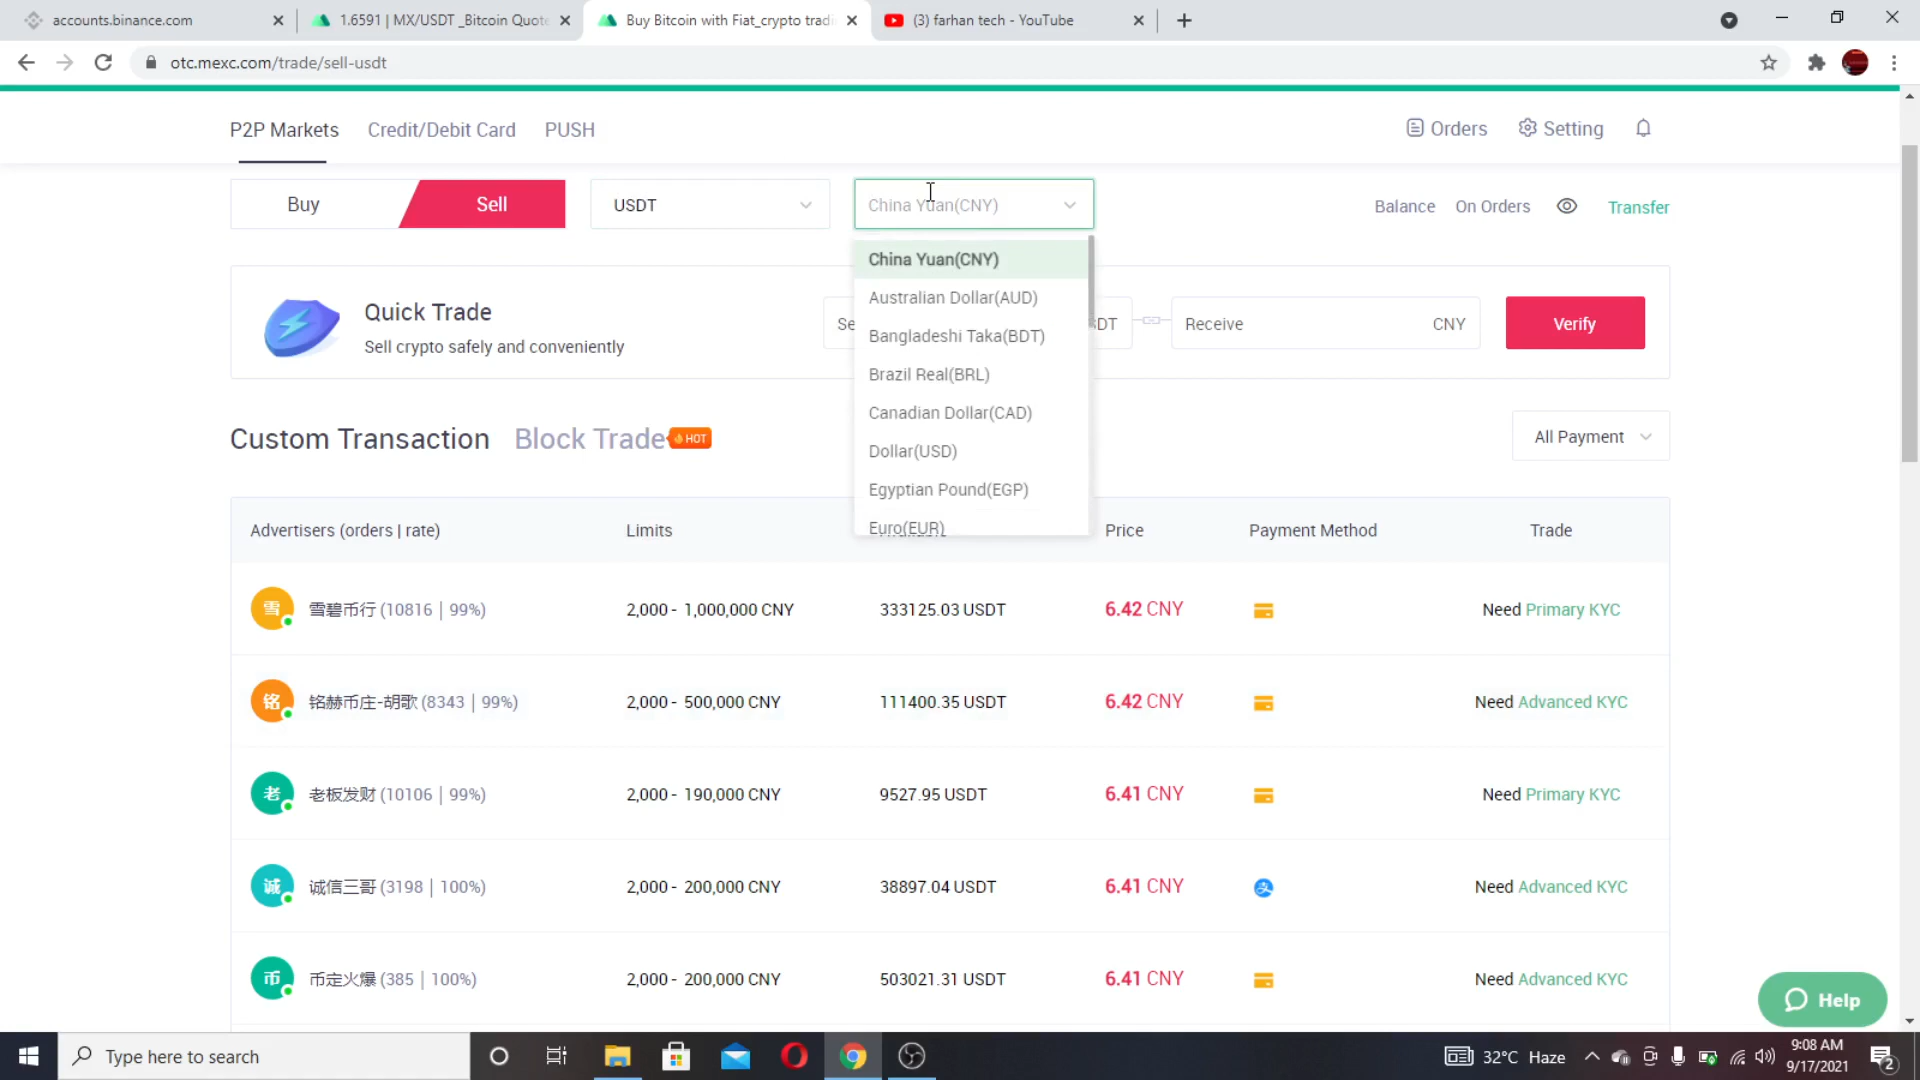 accounts.binance.com
1.6591 | MX/USDT _Bitcoin Quote
Buy Bitcoin with Fiat_crypto tradi
(3) farhan tech - YouTube
otc.mexc.com/trade/sell-usdt
P2P Markets Credit/Debit Card PUSH
Orders Setting
Buy Sell USDT China Yuan(CNY)
Balance On Orders Transfer
China Yuan(CNY)
Australian Dollar(AUD)
Bangladeshi Taka(BDT)
Brazil Real(BRL)
Canadian Dollar(CAD)
Dollar(USD)
Egyptian Pound(EGP)
Euro(EUR)
Quick Trade
Sell crypto safely and conveniently
Se DT Receive CNY Verify
Custom Transaction Block Trade HOT
All Payment
Advertisers (orders | rate) Limits Price Payment Method Trade
雪 雪碧币行 (10816 | 99%) 2,000 - 1,000,000 CNY 333125.03 USDT 6.42 CNY Need Primary KYC
铭 铭赫币庄-胡歌 (8343 | 99%) 2,000 - 500,000 CNY 111400.35 USDT 6.42 CNY Need Advanced KYC
老 老板发财 (10106 | 99%) 2,000 - 190,000 CNY 9527.95 USDT 6.41 CNY Need Primary KYC
诚 诚信三哥 (3198 | 100%) 2,000 - 200,000 CNY 38897.04 USDT 6.41 CNY 支 Need Advanced KYC
币 币定火爆 (385 | 100%) 2,000 - 200,000 CNY 503021.31 USDT 6.41 CNY Need Advanced KYC
Help
Type here to search
32°C Haze
9:08 AM
9/17/2021
2